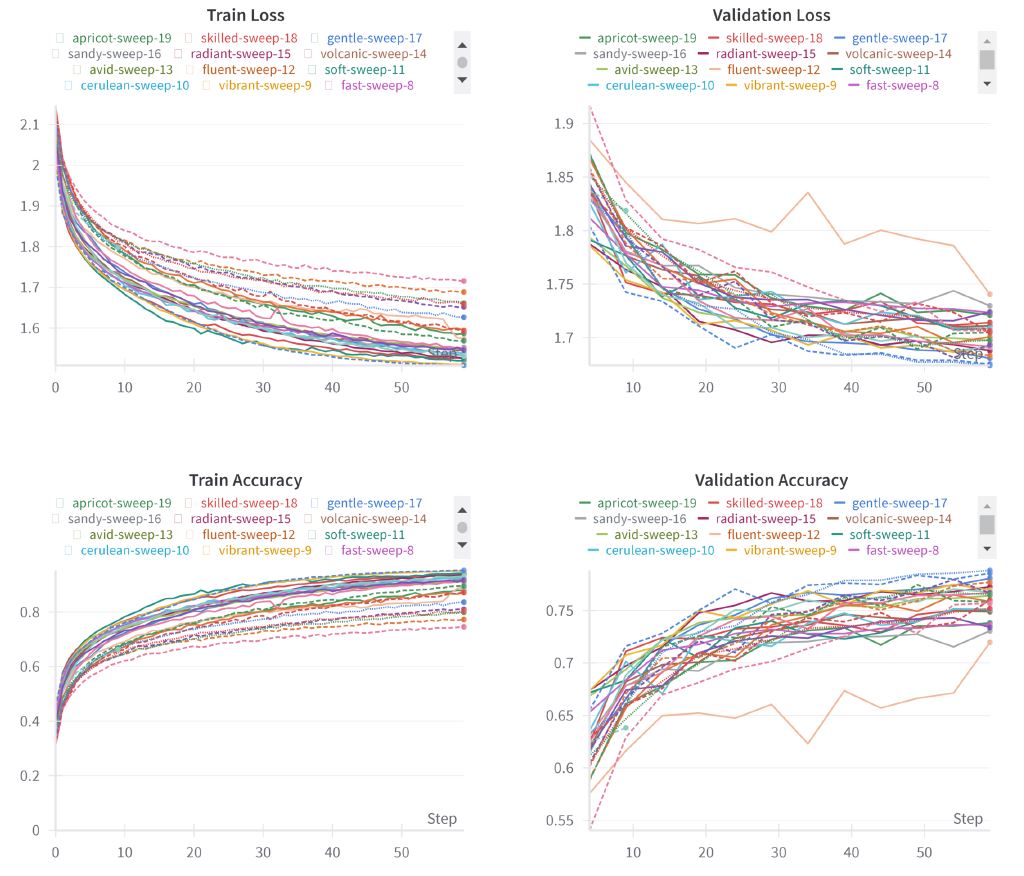 Train Loss
apricot-sweep-19 skilled-sweep-18 gentle-sweep-17
sandy-sweep-16 radiant-sweep-15 volcanic-sweep-14
avid-sweep-13 fluent-sweep-12 soft-sweep-11
cerulean-sweep-10 vibrant-sweep-9 fast-sweep-8
2.1
2
1.9
1.8
1.7
1.6
Step
0 10 20 30 40 50
Validation Loss
apricot-sweep-19 skilled-sweep-18 gentle-sweep-17
sandy-sweep-16 radiant-sweep-15 volcanic-sweep-14
avid-sweep-13 fluent-sweep-12 soft-sweep-11
cerulean-sweep-10 vibrant-sweep-9 fast-sweep-8
1.9
1.85
1.8
1.75
1.7
Step
10 20 30 40 50
Train Accuracy
apricot-sweep-19 skilled-sweep-18 gentle-sweep-17
sandy-sweep-16 radiant-sweep-15 volcanic-sweep-14
avid-sweep-13 fluent-sweep-12 soft-sweep-11
cerulean-sweep-10 vibrant-sweep-9 fast-sweep-8
0.8
0.6
0.4
0.2
0
Step
0 10 20 30 40 50
Validation Accuracy
apricot-sweep-19 skilled-sweep-18 gentle-sweep-17
sandy-sweep-16 radiant-sweep-15 volcanic-sweep-14
avid-sweep-13 fluent-sweep-12 soft-sweep-11
cerulean-sweep-10 vibrant-sweep-9 fast-sweep-8
0.75
0.7
0.65
0.6
0.55
Step
10 20 30 40 50